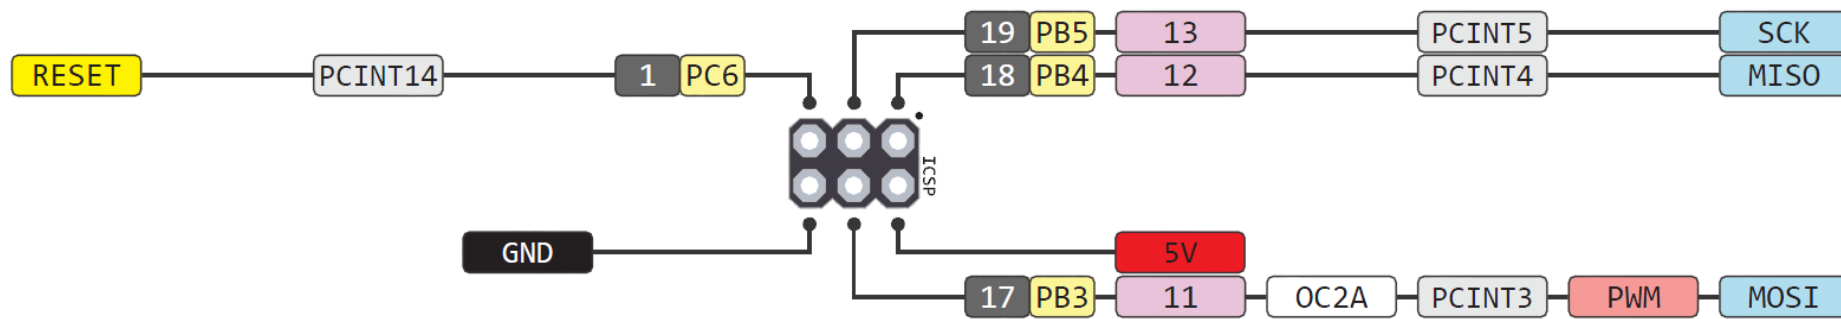 19 PB5 13 PCINT5 SCK
RESET PCINT14 1 PC6 18 PB4 12 PCINT4 MISO
ICSP
GND 5V
17 PB3 11 OC2A PCINT3 PWM MOSI